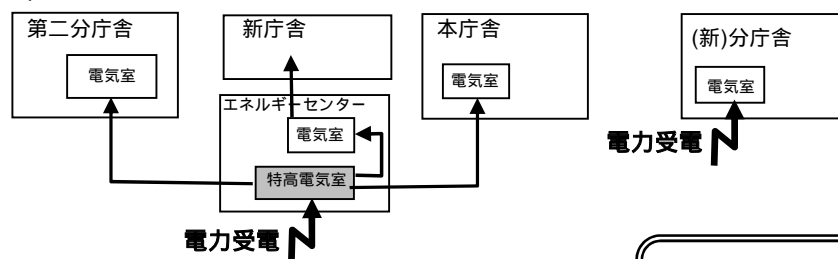 第二分庁舎
電気室
新庁舎
本庁舎
電気室
(新)分庁舎
電気室
エネルギーセンター
電気室
特高電気室
電力受電
電力受電